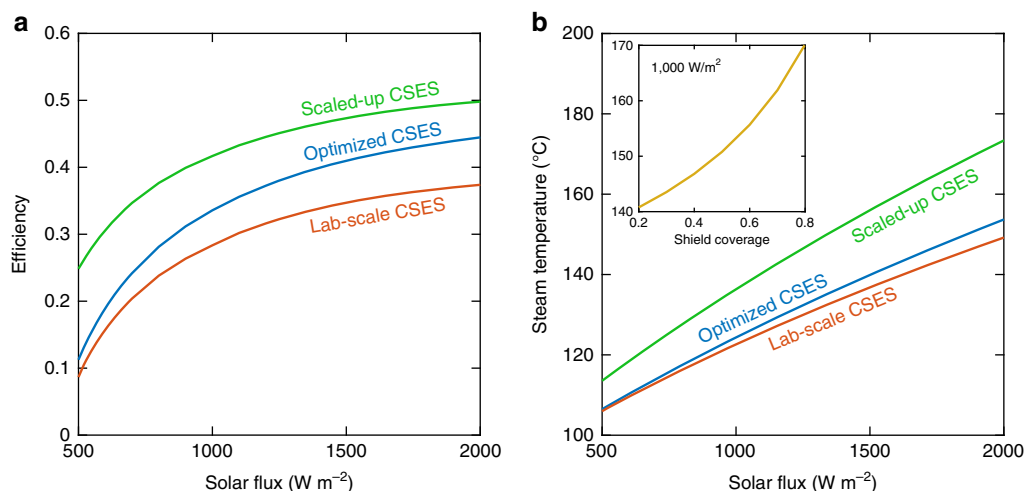 a
0.6
0.5
0.4
0.3
0.2
0.1
0
Efficiency
Scaled-up CSES
Optimized CSES
Lab-scale CSES
500
1000
1500
2000
Solar flux (W m⁻²)
b
200
180
160
140
120
100
Steam temperature (°C)
170
160
150
140
1,000 W/m²
0.2
0.4
0.6
0.8
Shield coverage
Scaled-up CSES
Optimized CSES
Lab-scale CSES
500
1000
1500
2000
Solar flux (W m⁻²)